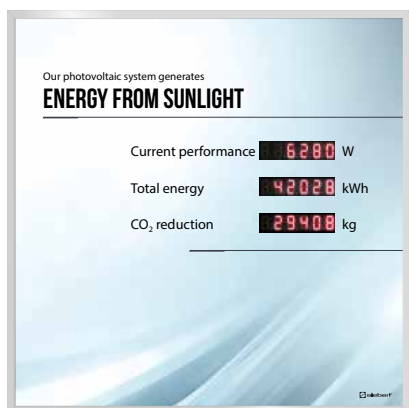 Our photovoltaic system generates
ENERGY FROM SUNLIGHT
Current performance 6280 W
Total energy 42028 kWh
CO₂ reduction 29408 kg
siebert